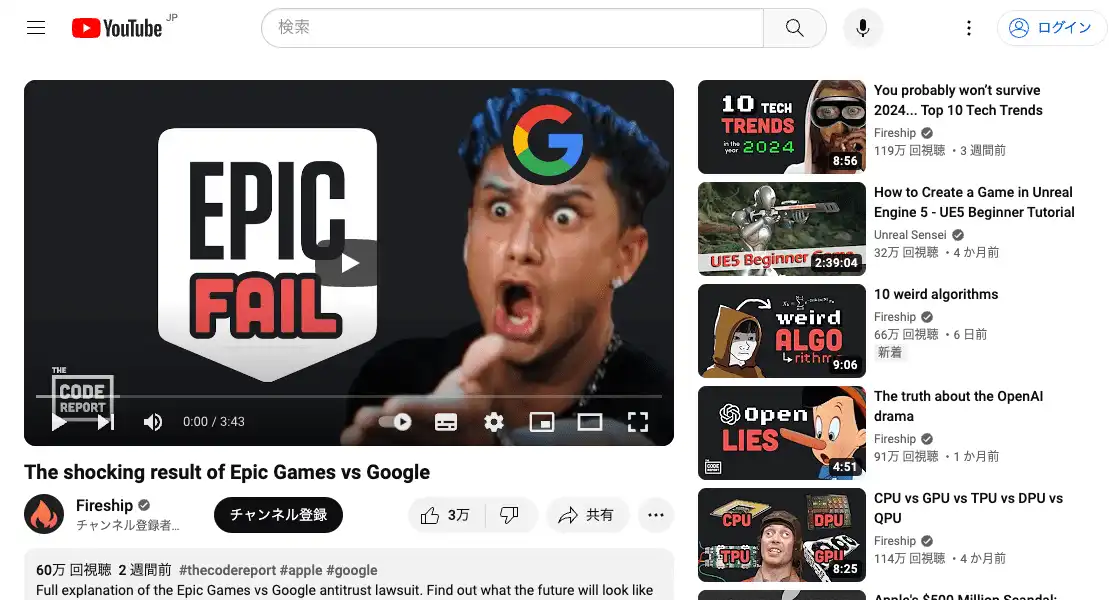 YouTube
JP
検索
ログイン
EPIC
FAIL
THE
CODE
REPORT
0:00 / 3:43
The shocking result of Epic Games vs Google
Fireship
チャンネル登録者...
チャンネル登録
3万
共有
60万 回視聴 2 週間前 #thecodereport #apple #google
Full explanation of the Epic Games vs Google antitrust lawsuit. Find out what the future will look like
10 TECH
TRENDS
in the
year 2024
8:56
You probably won't survive
2024... Top 10 Tech Trends
Fireship
119万 回視聴 ・3 週間前
UE5 Beginner
2:39:04
How to Create a Game in Unreal
Engine 5 - UE5 Beginner Tutorial
Unreal Sensei
32万 回視聴 ・4 か月前
weird
ALGO
rithms
9:06
10 weird algorithms
Fireship
66万 回視聴 ・6 日前
新着
Open
LIES
THE
CODE
REPORT
4:51
The truth about the OpenAI
drama
Fireship
91万 回視聴 ・1 か月前
CPU
DPU
TPU
GPU
8:25
CPU vs GPU vs TPU vs DPU vs
QPU
Fireship
114万 回視聴 ・4 か月前
Apple's $500 Million Scandal: